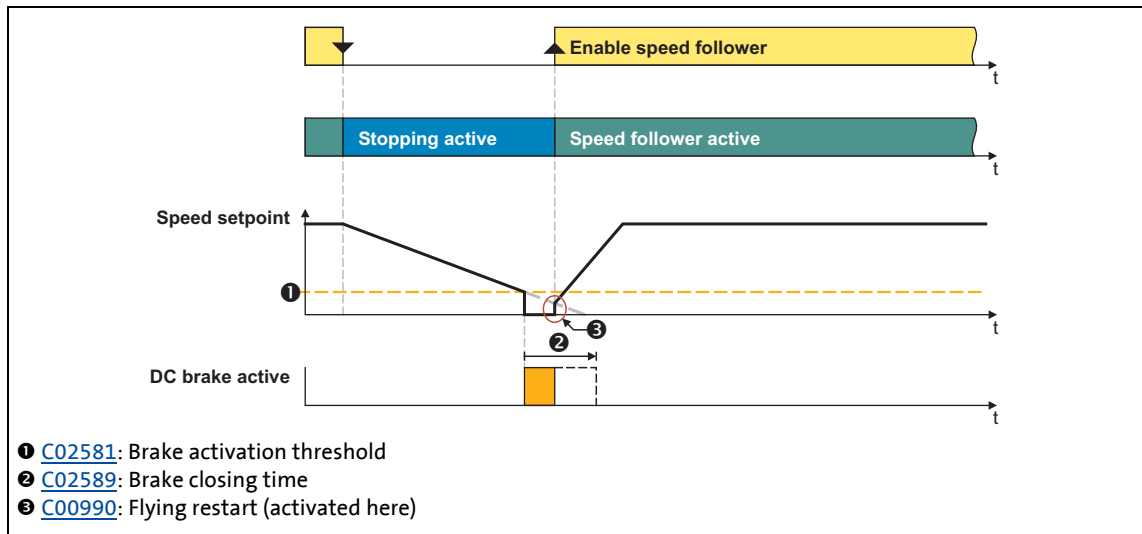 Enable speed follower
t
Stopping active
Speed follower active
t
Speed setpoint
❶
❸
t
❷
DC brake active
t
❶ C02581: Brake activation threshold
❷ C02589: Brake closing time
❸ C00990: Flying restart (activated here)